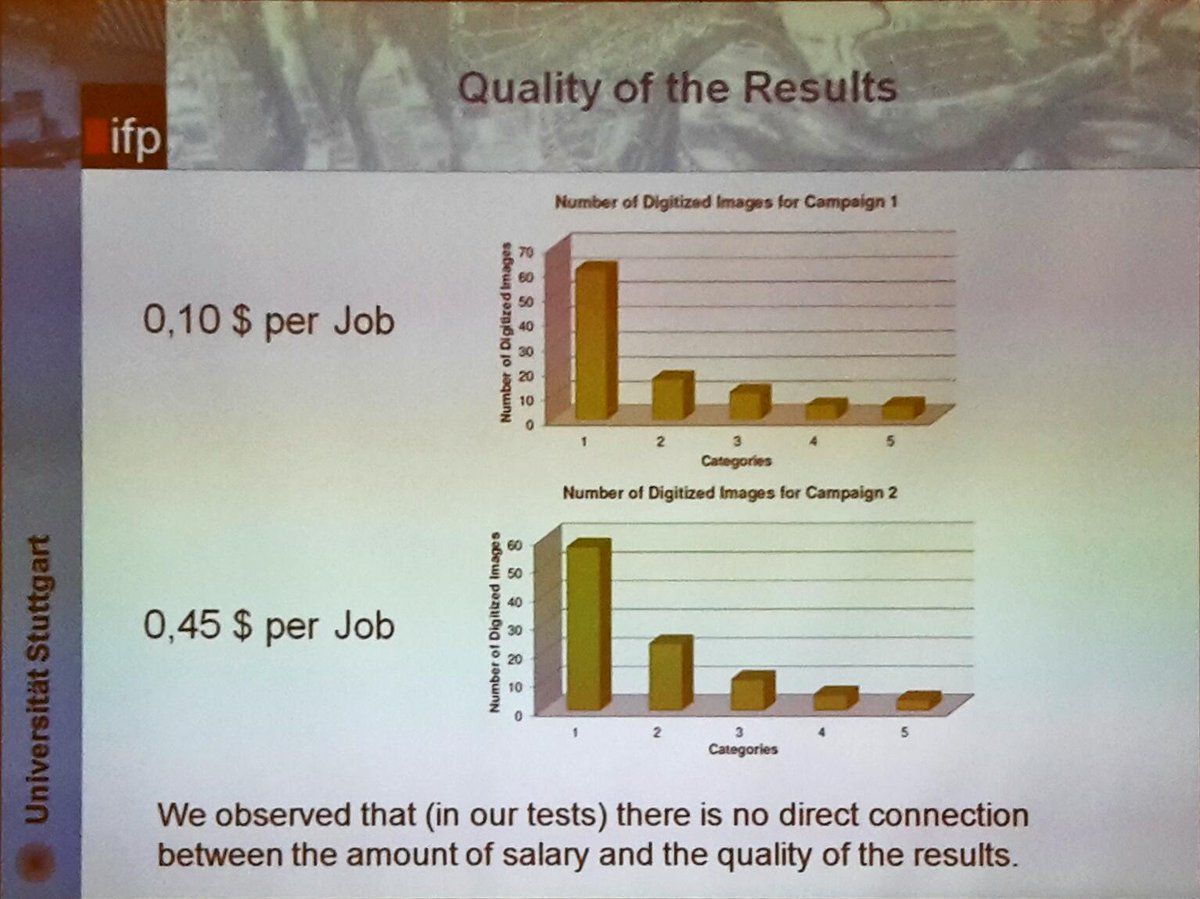 Quality of the Results
ifp
Number of Digitized Images for Campaign 1
0,10 $ per Job
Number of Digitized Images
70
60
50
40
30
20
10
0
1 2 3 4 5
Categories
Number of Digitized Images for Campaign 2
0,45 $ per Job
Number of Digitized Images
60
50
40
30
20
10
0
1 2 3 4 5
Categories
Universität Stuttgart
We observed that (in our tests) there is no direct connection
between the amount of salary and the quality of the results.